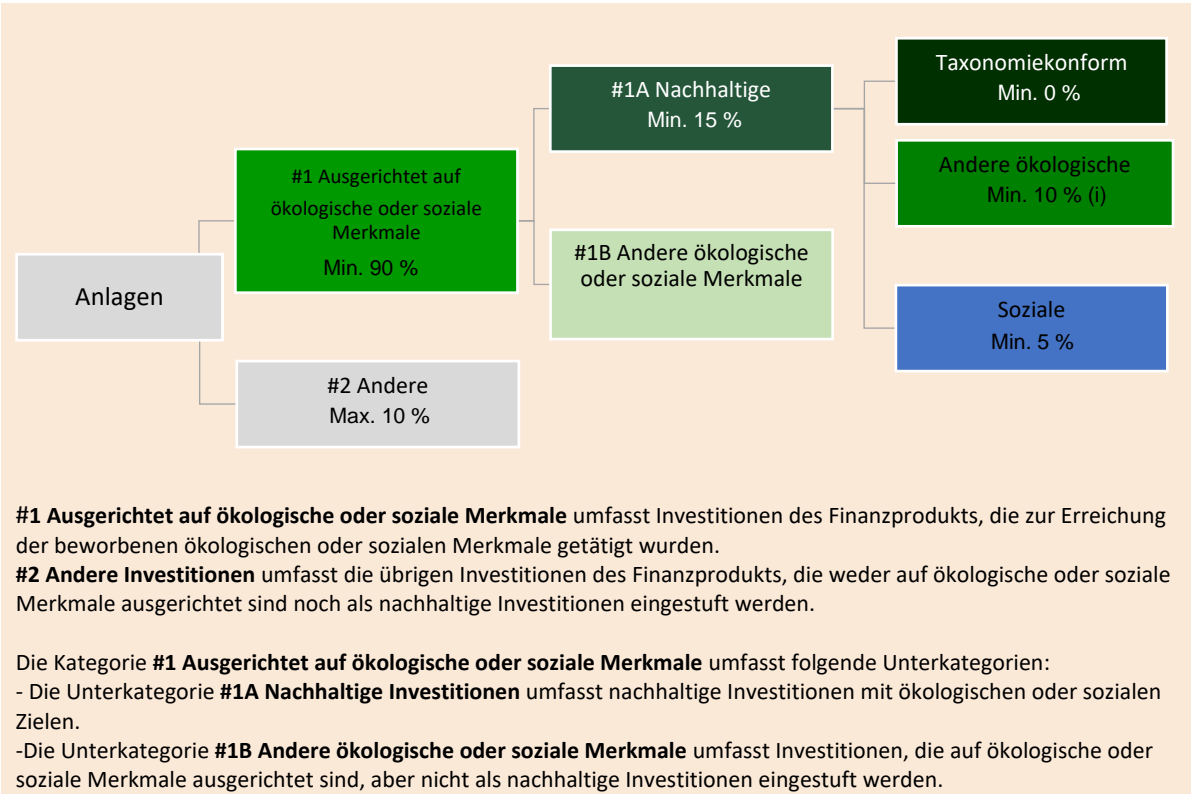 Anlagen
#1 Ausgerichtet auf
ökologische oder soziale
Merkmale
Min. 90 %
#2 Andere
Max. 10 %
#1A Nachhaltige
Min. 15 %
#1B Andere ökologische
oder soziale Merkmale
Taxonomiekonform
Min. 0 %
Andere ökologische
Min. 10 % (i)
Soziale
Min. 5 %
#1 Ausgerichtet auf ökologische oder soziale Merkmale umfasst Investitionen des Finanzprodukts, die zur Erreichung
der beworbenen ökologischen oder sozialen Merkmale getätigt wurden.
#2 Andere Investitionen umfasst die übrigen Investitionen des Finanzprodukts, die weder auf ökologische oder soziale
Merkmale ausgerichtet sind noch als nachhaltige Investitionen eingestuft werden.
Die Kategorie #1 Ausgerichtet auf ökologische oder soziale Merkmale umfasst folgende Unterkategorien:
- Die Unterkategorie #1A Nachhaltige Investitionen umfasst nachhaltige Investitionen mit ökologischen oder sozialen
Zielen.
-Die Unterkategorie #1B Andere ökologische oder soziale Merkmale umfasst Investitionen, die auf ökologische oder
soziale Merkmale ausgerichtet sind, aber nicht als nachhaltige Investitionen eingestuft werden.